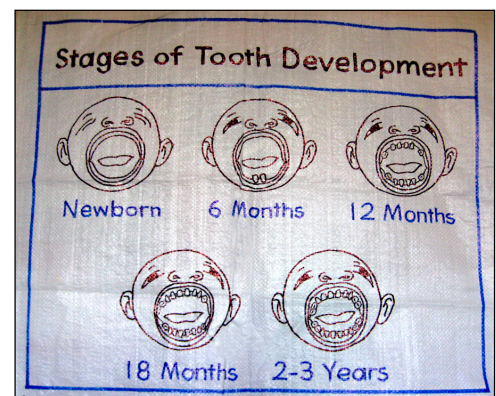 Stages of Tooth Development
Newborn 6 Months 12 Months
18 Months 2-3 Years